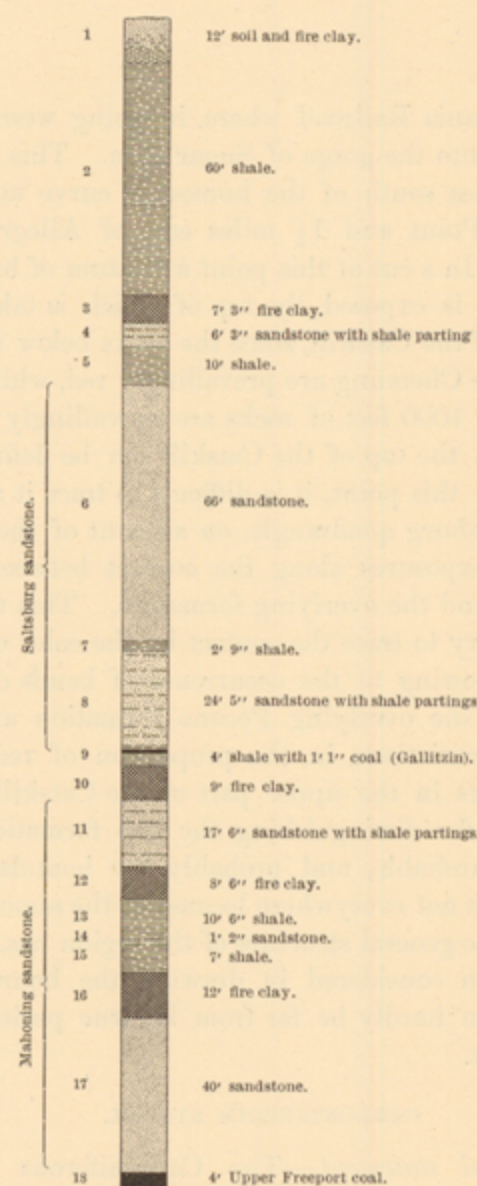 1 12' soil and fire clay.
2 60' shale.
3 7' 3'' fire clay.
4 6' 3'' sandstone with shale parting
5 10' shale.
Saltsburg sandstone.
6 66' sandstone.
7 2' 9'' shale.
8 24' 5'' sandstone with shale partings
9 4' shale with 1' 1'' coal (Gallitzin).
10 9' fire clay.
Mahoning sandstone.
11 17' 6'' sandstone with shale partings
12 8' 6'' fire clay.
13 10' 6'' shale.
14 1' 2'' sandstone.
15 7' shale.
16 12' fire clay.
17 40' sandstone.
18 4' Upper Freeport coal.